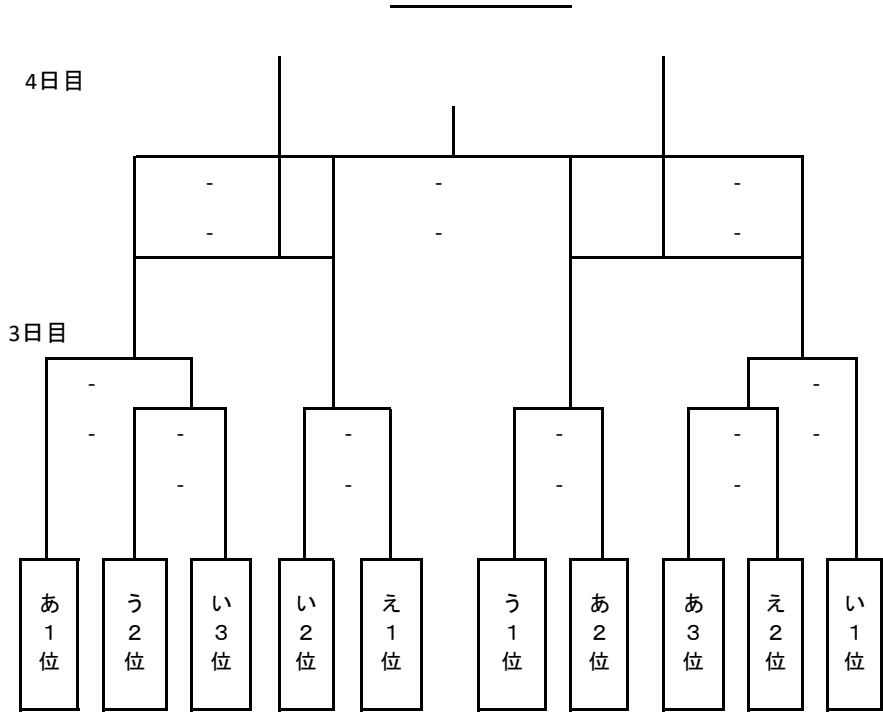 4日目
- - -
- - -
3日目
- -
- - - - - -
- - - -
あ1位
う2位
い3位
い2位
え1位
う1位
あ2位
あ3位
え2位
い1位